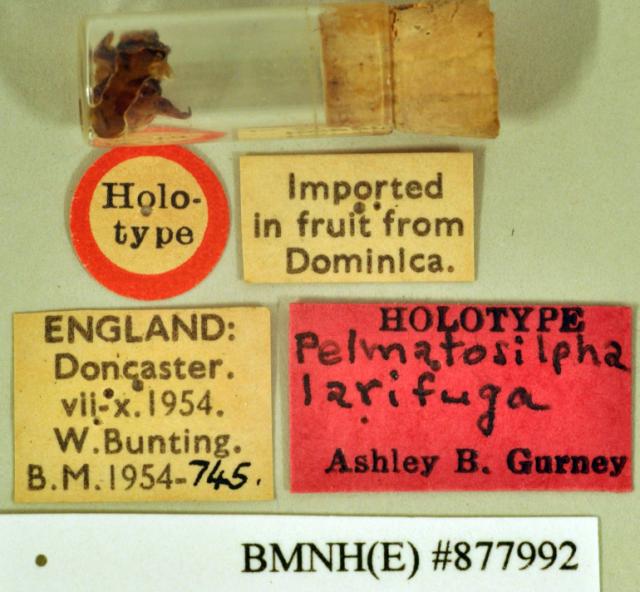 Holo-
type
Imported
in fruit from
Dominica.
ENGLAND:
Doncaster.
vii-x.1954.
W.Bunting.
B.M.1954-745.
HOLOTYPE
Pelmatosilpha
larifuga
Ashley B. Gurney
BMNH(E) #877992